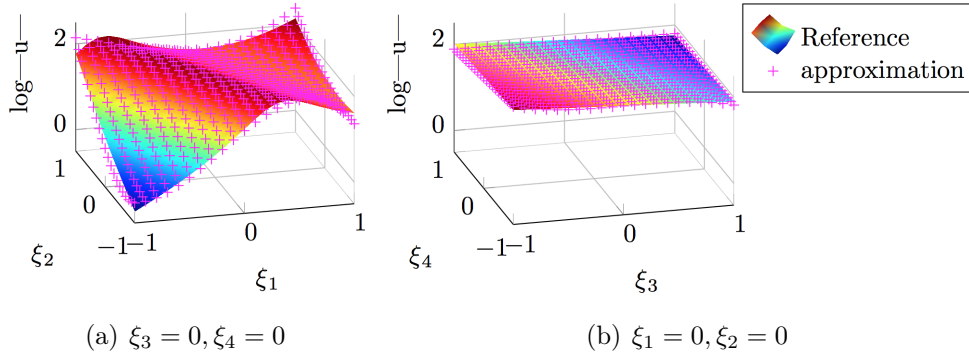 log—u—
2
0
1
0
−1
−1
0
1
ξ2
ξ1
(a) ξ3 = 0, ξ4 = 0
log—u—
2
0
1
0
−1
−1
0
1
ξ4
ξ3
(b) ξ1 = 0, ξ2 = 0
Reference
approximation